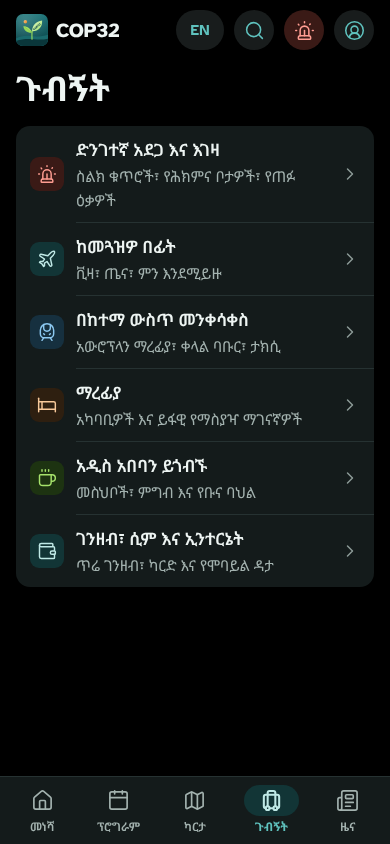 COP32
EN
ጉብኝት
ድንገተኛ አደጋ እና እገዛ
ስልክ ቁጥሮች፣ የሕክምና ቦታዎች፣ የጠፉ
ዕቃዎች
ከመጓዝዎ በፊት
ቪዛ፣ ጤና፣ ምን እንደሚይዙ
በከተማ ውስጥ መንቀሳቀስ
አውሮፕላን ማረፊያ፣ ቀላል ባቡር፣ ታክሲ
ማረፊያ
አካባቢዎች እና ይፋዊ የማስያዣ ማገናኛዎች
አዲስ አበባን ይጎብኙ
መስህቦች፣ ምግብ እና የቡና ባህል
ገንዘብ፣ ሲም እና ኢንተርኔት
ጥሬ ገንዘብ፣ ካርድ እና የሞባይል ዳታ
መነሻ
ፕሮግራም
ካርታ
ጉብኝት
ዜና